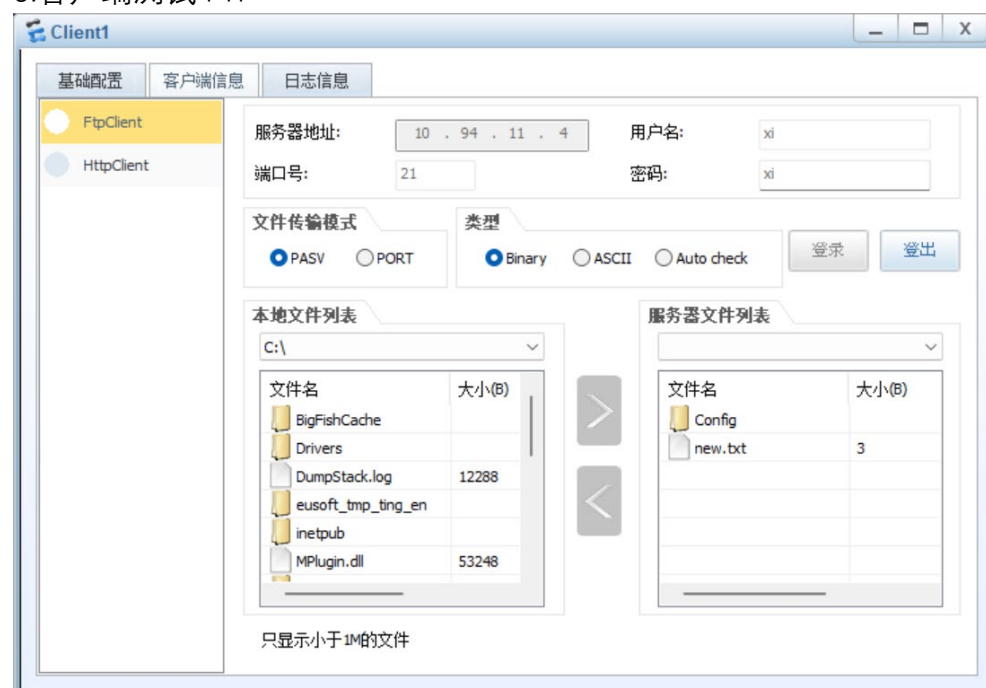 Client1
基础配置 客户端信息 日志信息
FtpClient
HttpClient
服务器地址: 10 . 94 . 11 . 4 用户名: xi
端口号: 21 密码: xi
文件传输模式 类型
PASV PORT Binary ASCII Auto check 登录 登出
本地文件列表 服务器文件列表
C:\
文件名 大小(B) 文件名 大小(B)
BigFishCache Config
Drivers new.txt 3
DumpStack.log 12288
eusoft_tmp_ting_en
inetpub
MPlugin.dll 53248
只显示小于1M的文件